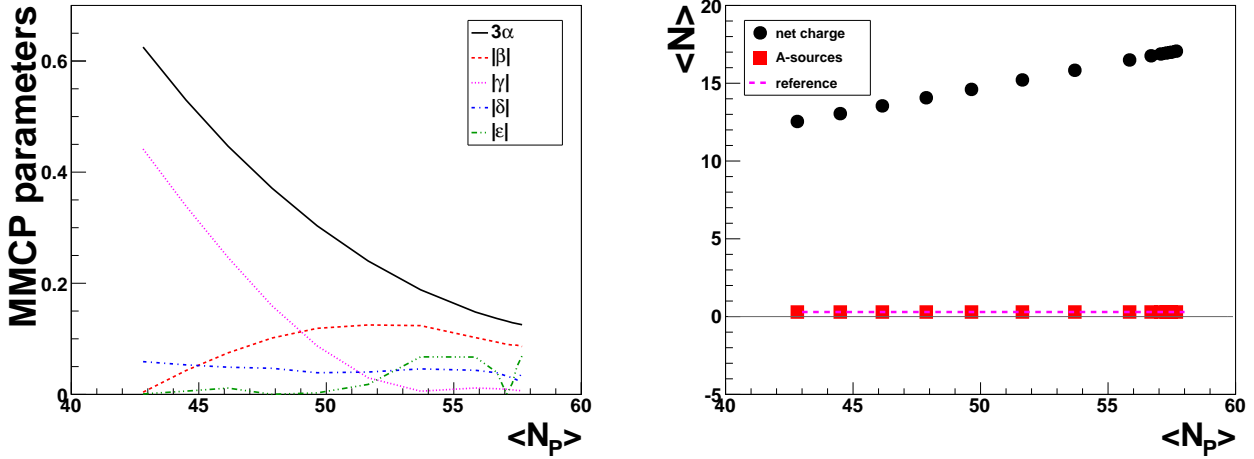 MMCP parameters
0.6
0.4
0.2
0
3α
|β|
|γ|
|δ|
|ε|
40 45 50 55 60
<N_P>
<N>
20
15
10
5
0
-5
net charge
A-sources
reference
40 45 50 55 60
<N_P>